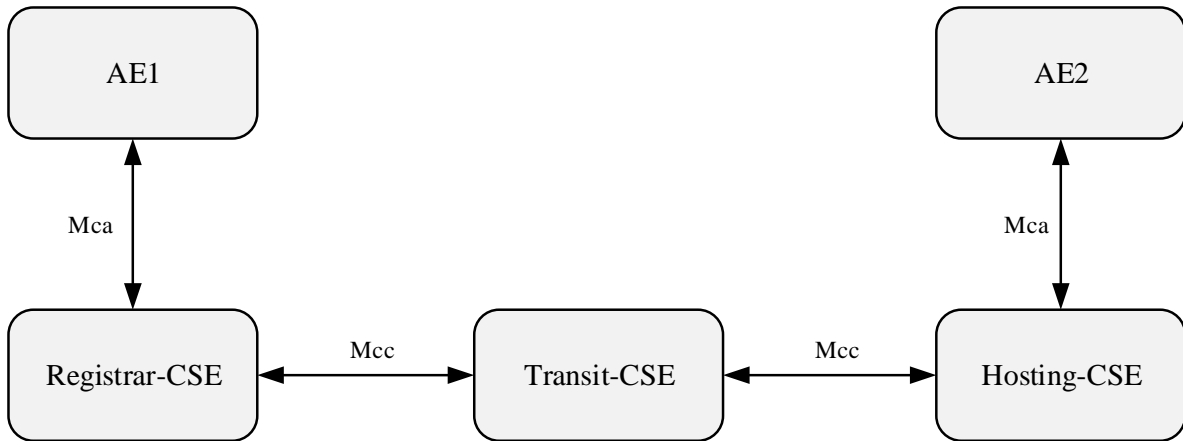 AE1
AE2
Mca
Mca
Mcc
Mcc
Registrar-CSE
Transit-CSE
Hosting-CSE